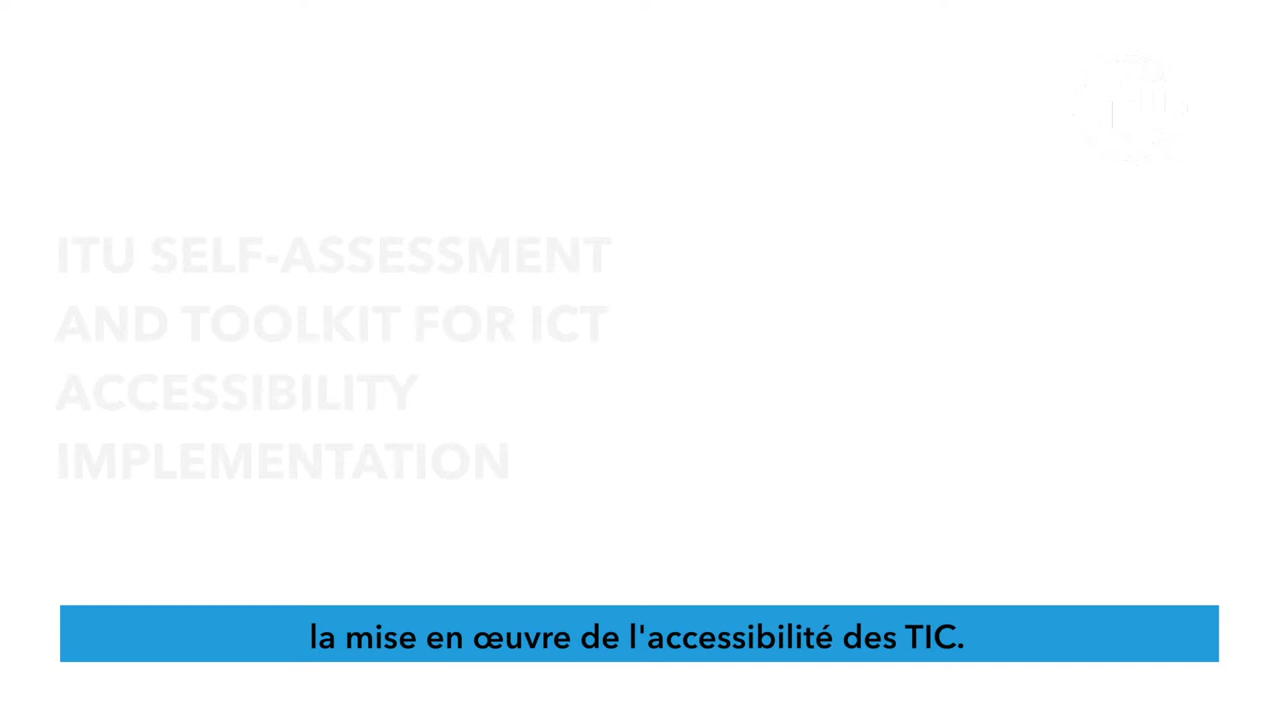 ITU SELF-ASSESSMENT
AND TOOLKIT FOR ICT
ACCESSIBILITY
IMPLEMENTATION
la mise en œuvre de l'accessibilité des TIC.